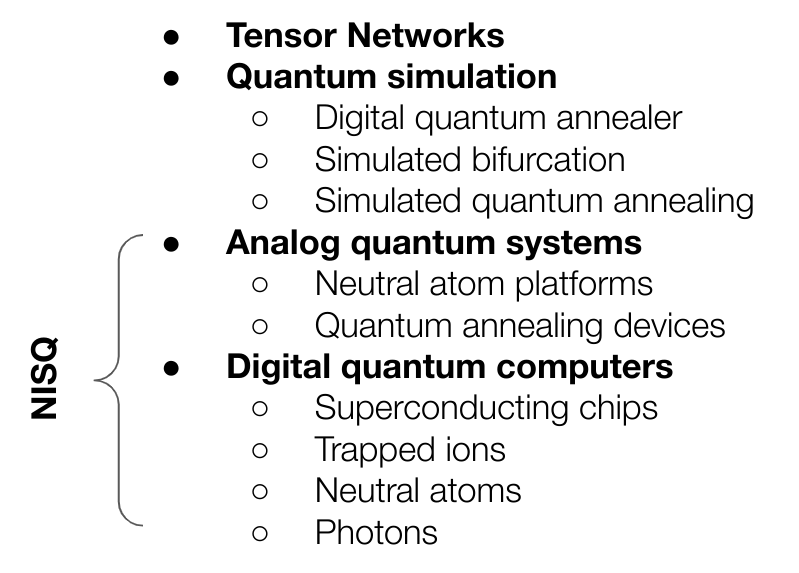 ● Tensor Networks
● Quantum simulation
○ Digital quantum annealer
○ Simulated bifurcation
○ Simulated quantum annealing
● Analog quantum systems
○ Neutral atom platforms
○ Quantum annealing devices
● Digital quantum computers
○ Superconducting chips
○ Trapped ions
○ Neutral atoms
○ Photons
NISQ